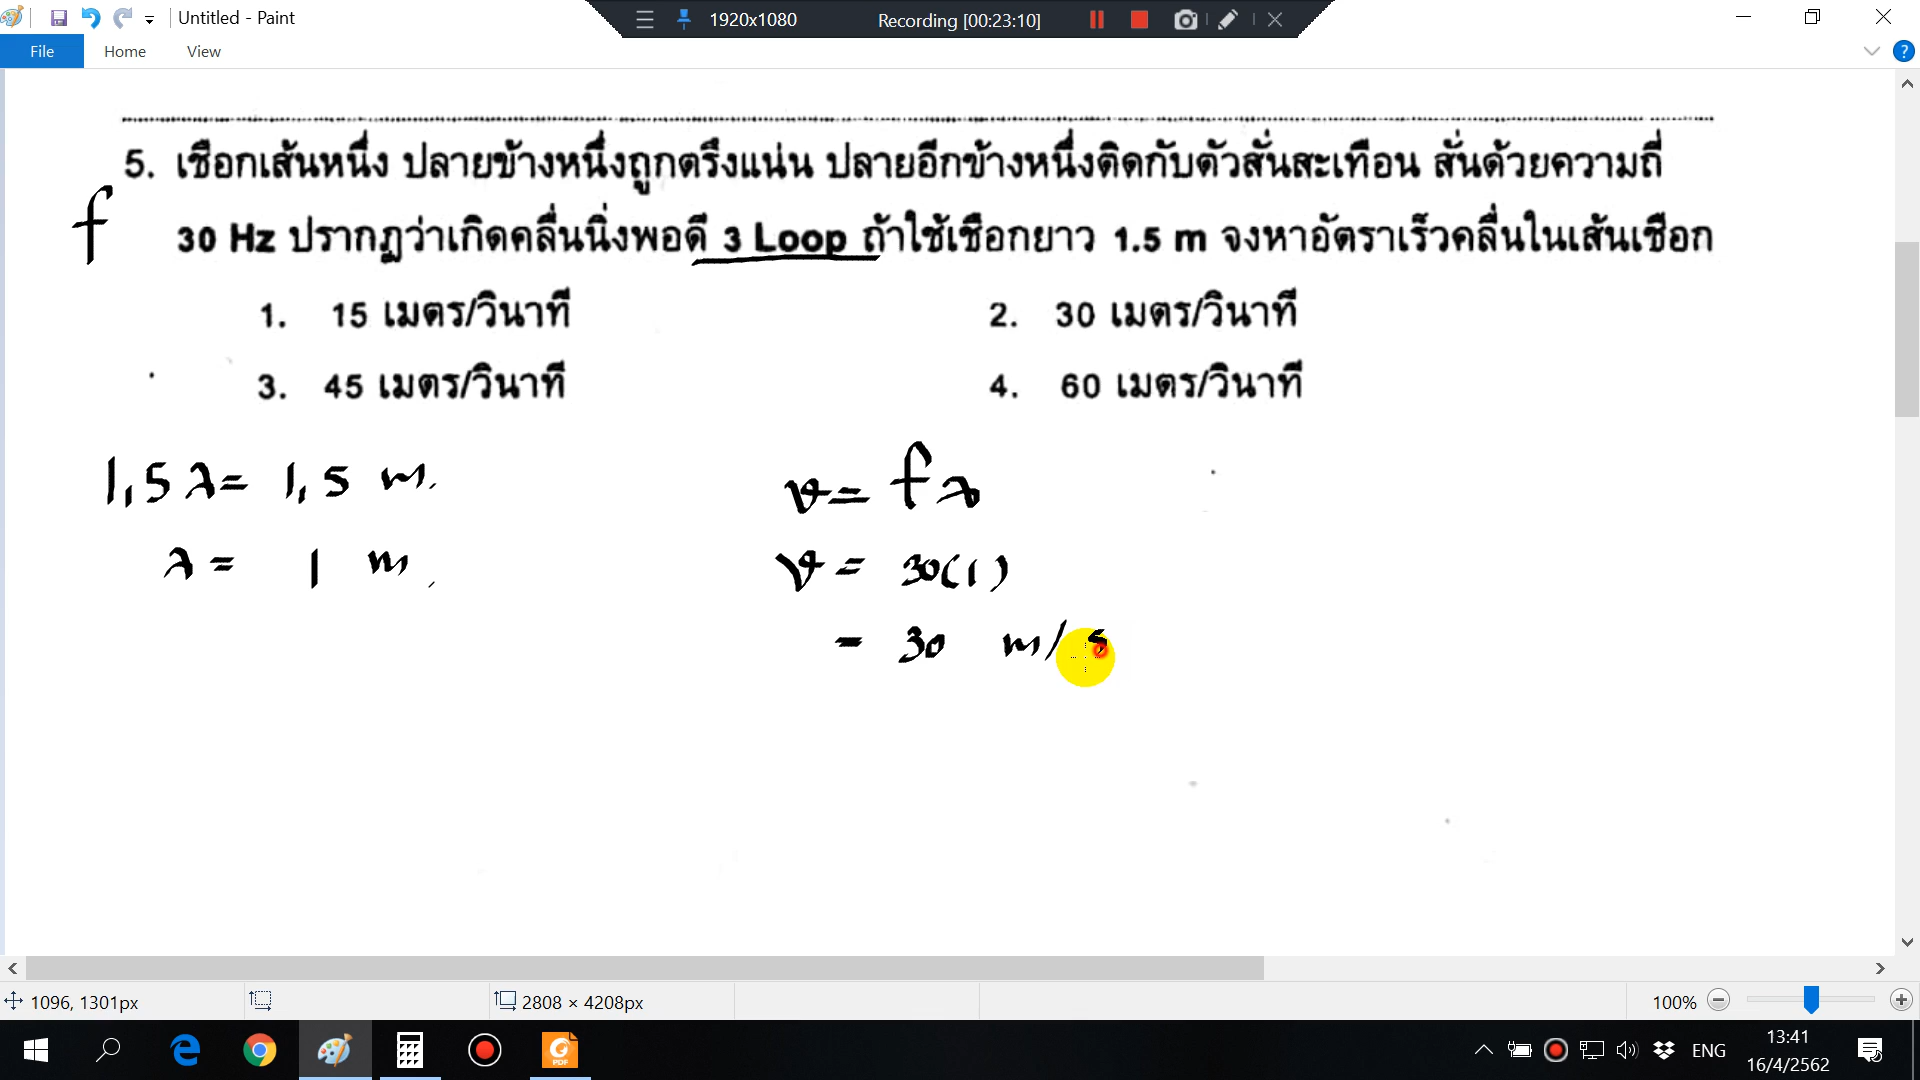 Untitled - Paint
1920x1080
Recording [00:23:10]
File
Home
View
5. เชือกเส้นหนึ่ง ปลายข้างหนึ่งถูกตรึงแน่น ปลายอีกข้างหนึ่งติดกับตัวสั่นสะเทือน สั่นด้วยความถี่
f
30 Hz ปรากฏว่าเกิดคลื่นนิ่งพอดี 3 Loop ถ้าใช้เชือกยาว 1.5 m จงหาอัตราเร็วคลื่นในเส้นเชือก
1. 15 เมตร/วินาที
2. 30 เมตร/วินาที
3. 45 เมตร/วินาที
4. 60 เมตร/วินาที
1,5 λ = 1,5 m.
v = fλ
λ = 1 m.
v = 30(1)
= 30 m/s
1096, 1301px
2808 × 4208px
100%
PDF
ENG
13:41
16/4/2562